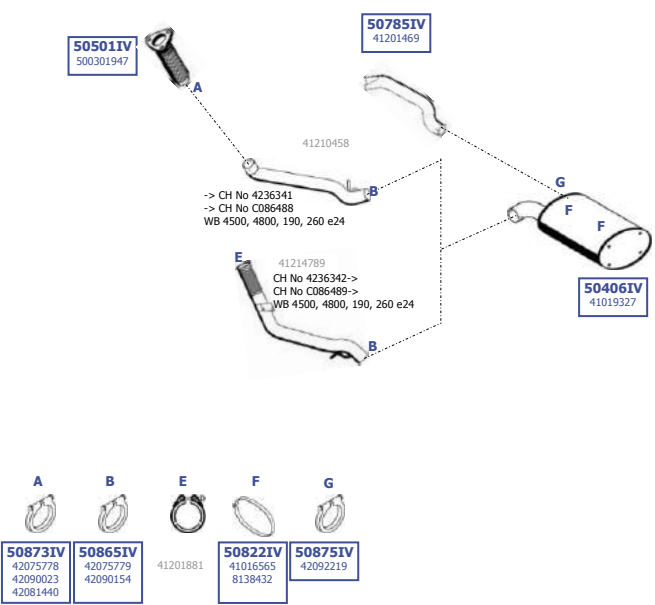 50785IV
41201469
50501IV
500301947
A
41210458
B
-> CH No 4236341
-> CH No C086488
WB 4500, 4800, 190, 260 e24
G
F
F
E
41214789
CH No 4236342->
CH No C086489->
WB 4500, 4800, 190, 260 e24
50406IV
41019327
B
A B E F G
50873IV
42075778
42090023
42081440
50865IV
42075779
42090154
41201881
50822IV
41016565
8138432
50875IV
42092219